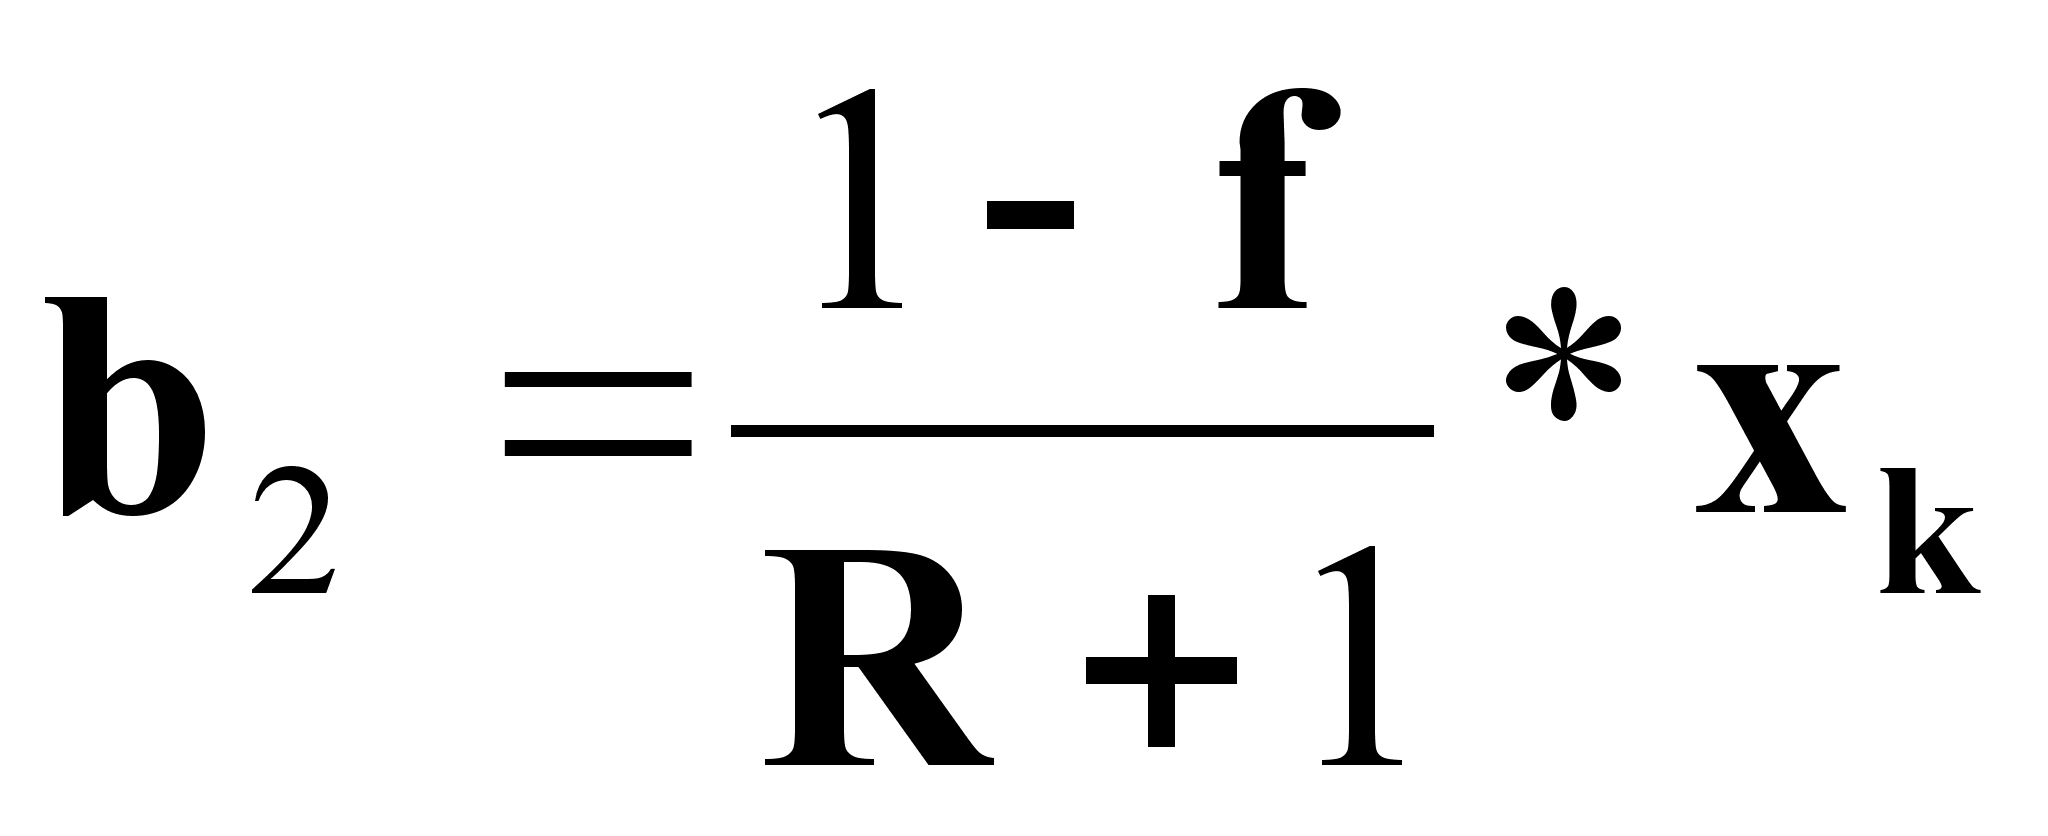 b₂ = (1 - f)/(R + 1) * xₖ